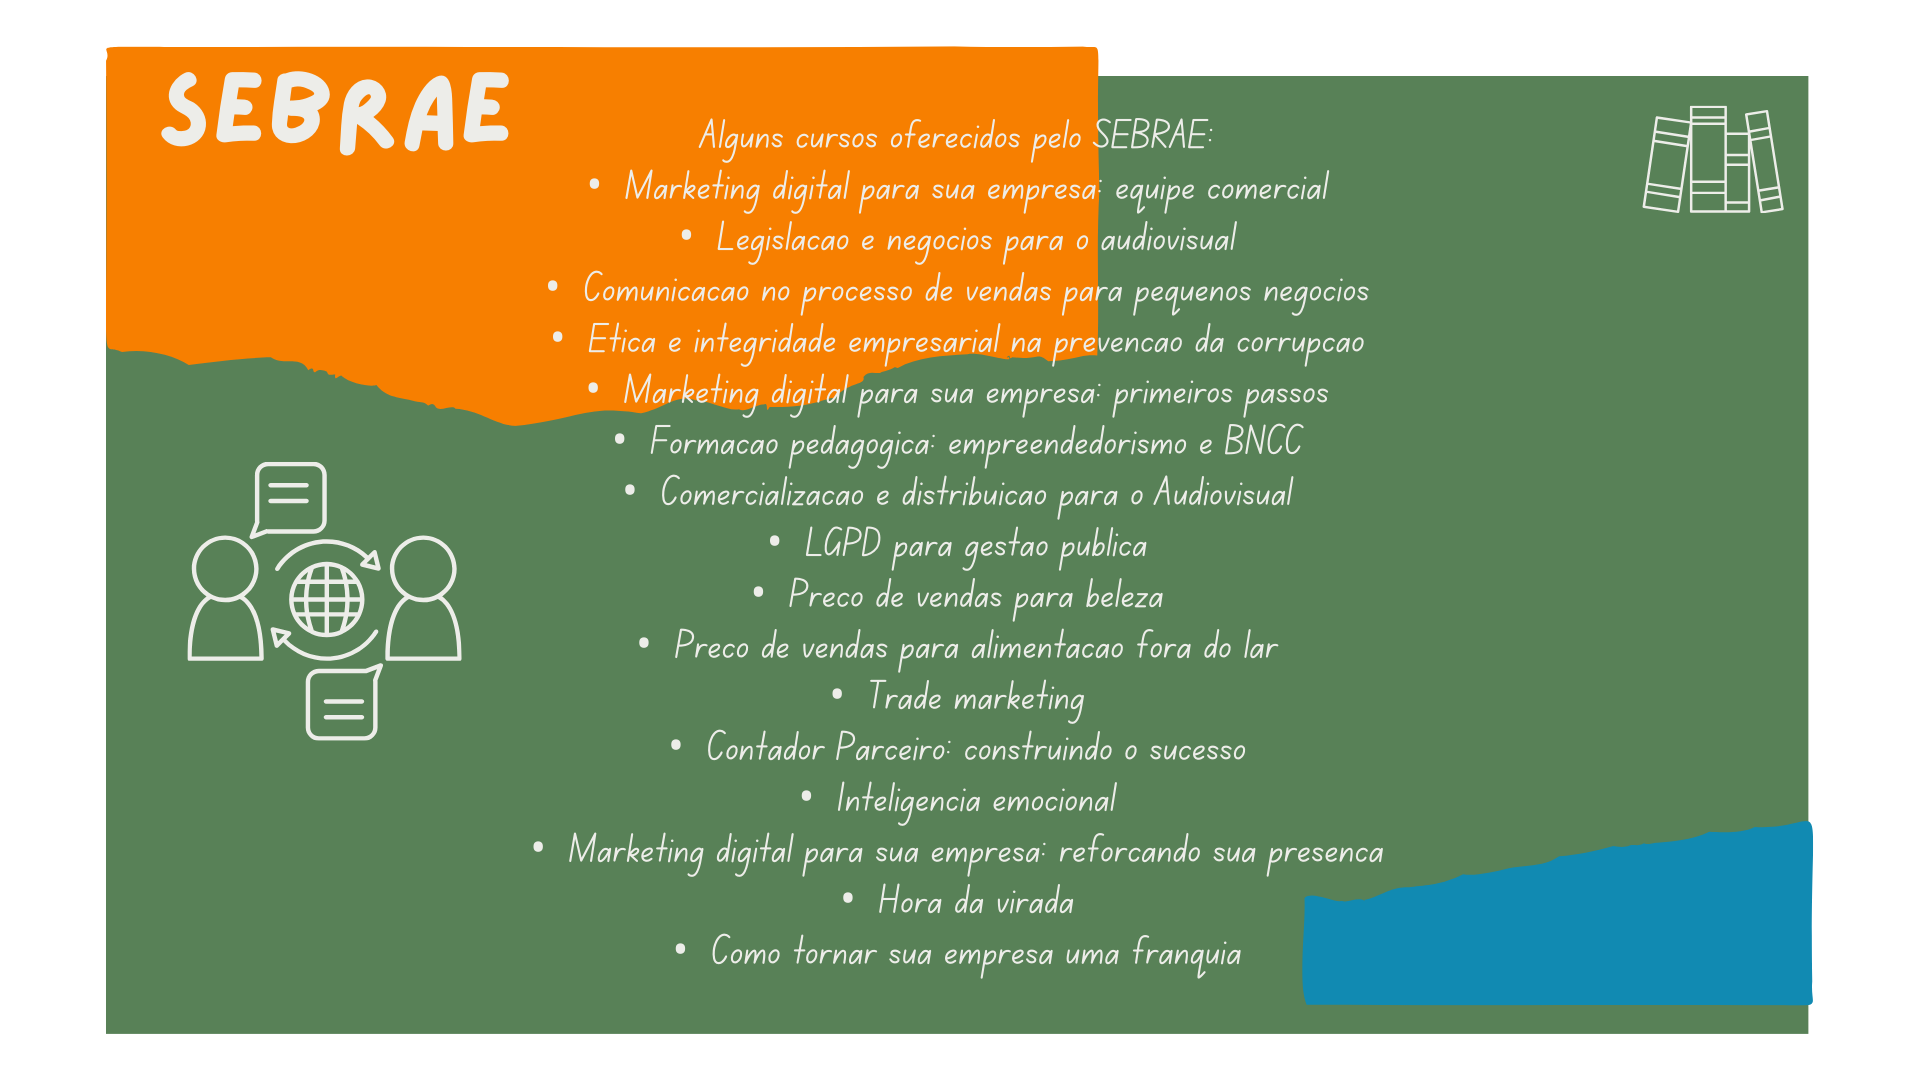 SEBRAE
Alguns cursos oferecidos pelo SEBRAE:
• Marketing digital para sua empresa: equipe comercial
• Legislacao e negocios para o audiovisual
• Comunicacao no processo de vendas para pequenos negocios
• Etica e integridade empresarial na prevencao da corrupcao
• Marketing digital para sua empresa: primeiros passos
• Formacao pedagogica: empreendedorismo e BNCC
• Comercializacao e distribuicao para o Audiovisual
• LGPD para gestao publica
• Preco de vendas para beleza
• Preco de vendas para alimentacao fora do lar
• Trade marketing
• Contador Parceiro: construindo o sucesso
• Inteligencia emocional
• Marketing digital para sua empresa: reforcando sua presenca
• Hora da virada
• Como tornar sua empresa uma franquia